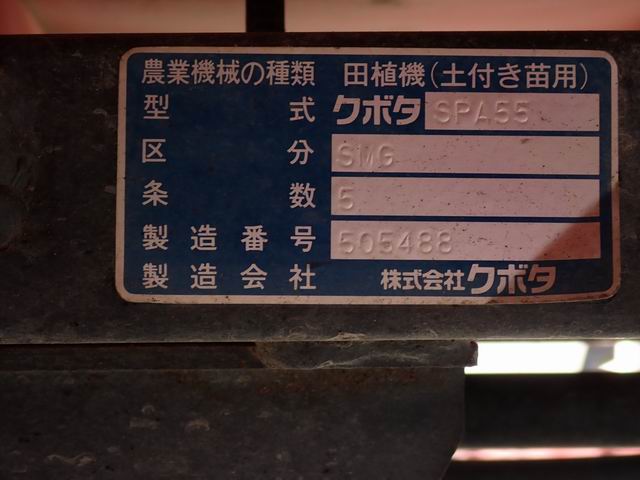 農業機械の種類 田植機(土付き苗用)
型式 クボタ SPA55
区分 SMG
条数 5
製造番号 505488
製造会社 株式会社クボタ